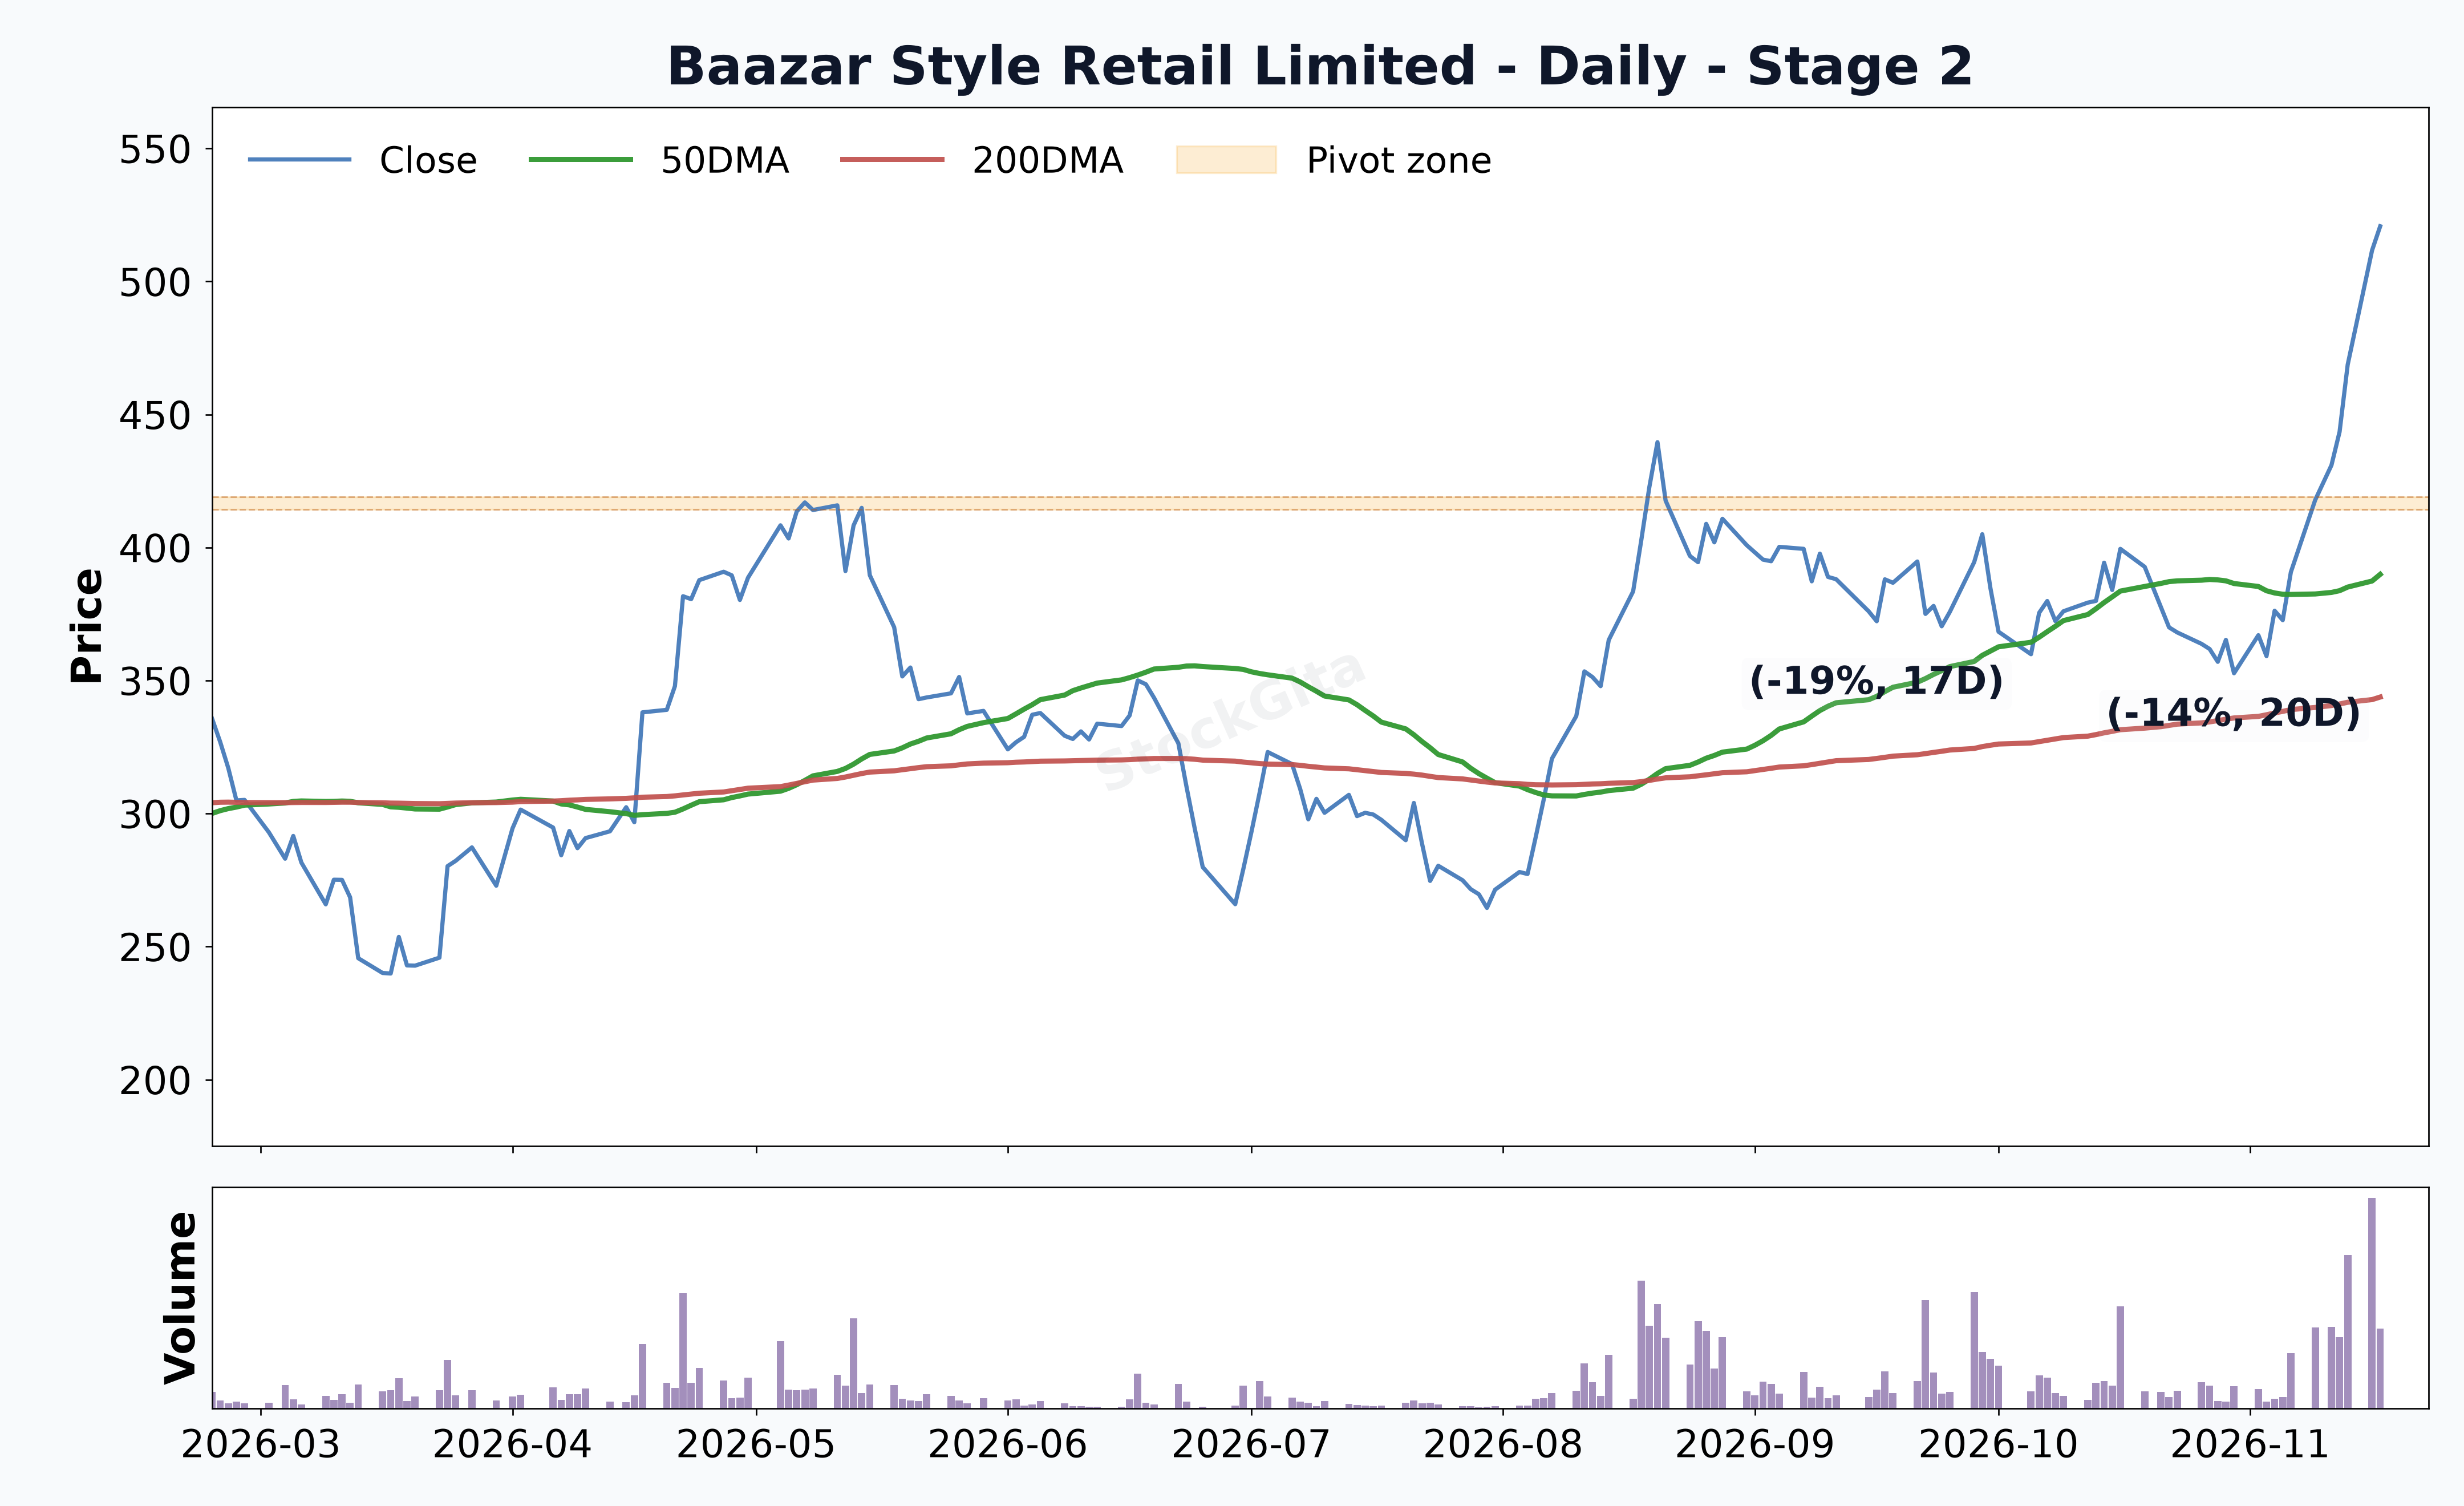 Baazar Style Retail Limited - Daily - Stage 2
Close 50DMA 200DMA Pivot zone
Price
550
500
450
400
350
300
250
200
(-19%, 17D)
(-14%, 20D)
StockGita
Volume
2026-03 2026-04 2026-05 2026-06 2026-07 2026-08 2026-09 2026-10 2026-11